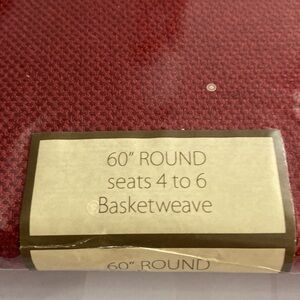 60" ROUND
seats 4 to 6
Basketweave
60" ROUND